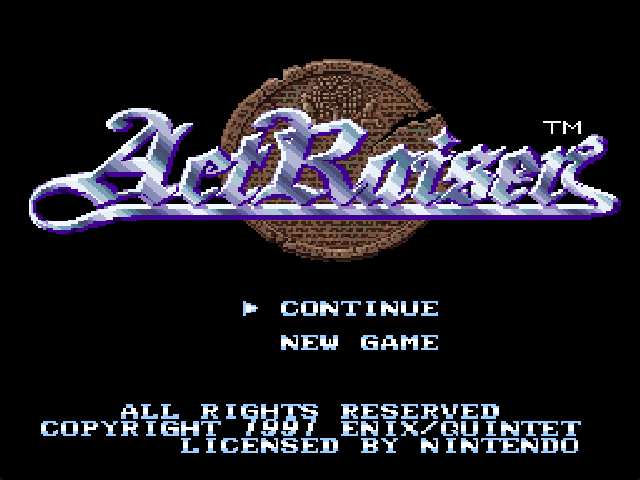 ActRaiser™
▶ CONTINUE
NEW GAME
ALL RIGHTS RESERVED
COPYRIGHT 1991 ENIX/QUINTET
LICENSED BY NINTENDO